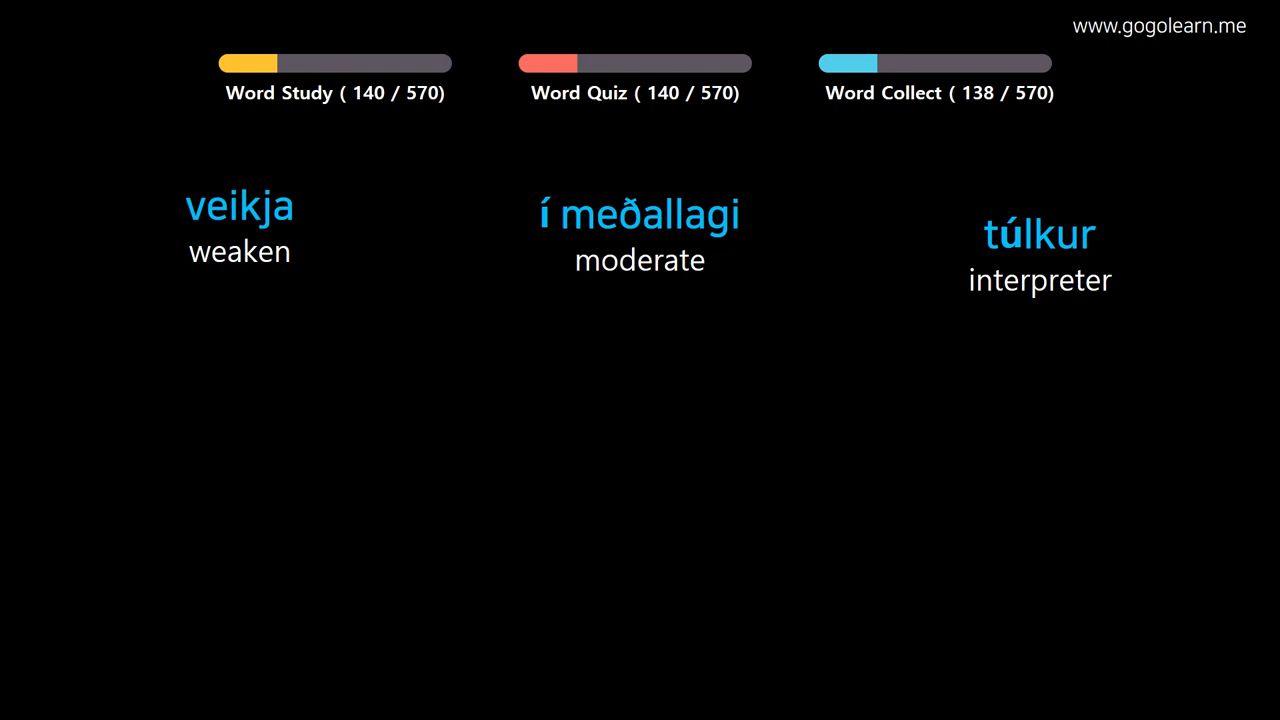 www.gogolearn.me
Word Study ( 140 / 570)
Word Quiz ( 140 / 570)
Word Collect ( 138 / 570)
veikja
weaken
í meðallagi
moderate
túlkur
interpreter